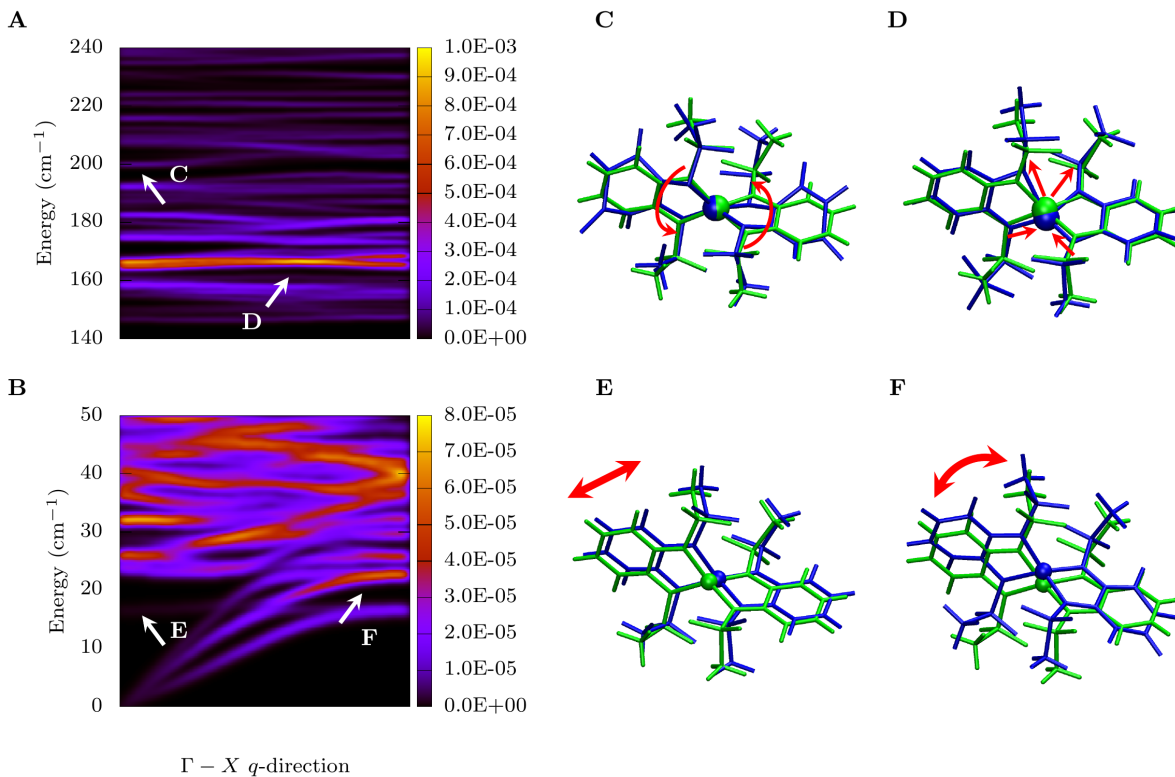 A
Energy (cm−1)
240
220
200
180
160
140
C
D
1.0E-03
9.0E-04
8.0E-04
7.0E-04
6.0E-04
5.0E-04
4.0E-04
3.0E-04
2.0E-04
1.0E-04
0.0E+00
C
D
B
Energy (cm−1)
50
40
30
20
10
0
E
F
8.0E-05
7.0E-05
6.0E-05
5.0E-05
4.0E-05
3.0E-05
2.0E-05
1.0E-05
0.0E+00
E
F
Γ − X q-direction